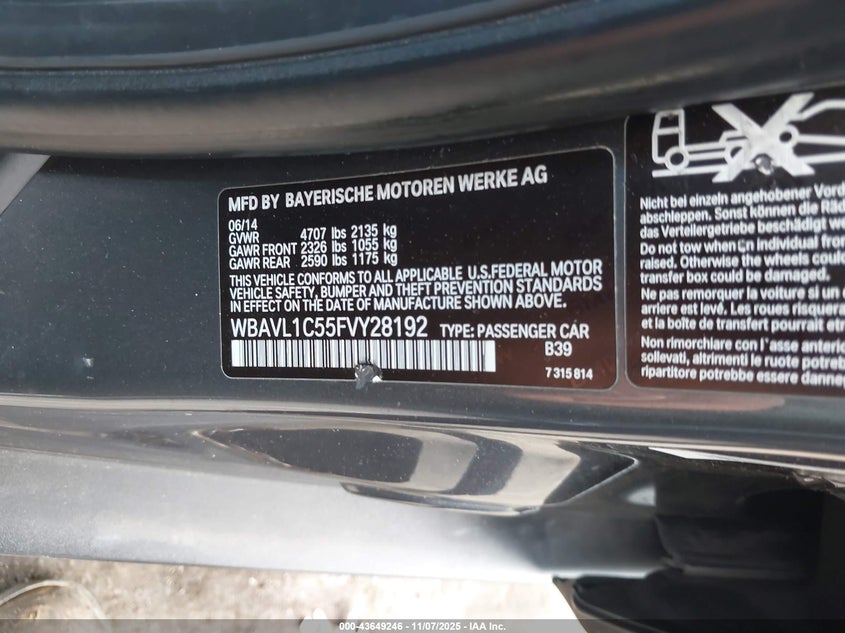 MFD BY BAYERISCHE MOTOREN WERKE AG
06/14
GVWR 4707 lbs 2135 kg
GAWR FRONT 2326 lbs 1055 kg
GAWR REAR 2590 lbs 1175 kg
THIS VEHICLE CONFORMS TO ALL APPLICABLE U.S.FEDERAL MOTOR
VEHICLE SAFETY, BUMPER AND THEFT PREVENTION STANDARDS
IN EFFECT ON THE DATE OF MANUFACTURE SHOWN ABOVE.
WBAVL1C55FVY28192 TYPE: PASSENGER CAR
B39
7 315 814
Nicht bei einzeln angehobener Vord
abschleppen. Sonst können die Räd
das Verteilergetriebe beschädigt w
Do not tow when on individual fron
raised. Otherwise the wheels could
transfer box could be damaged.
Ne pas remorquer la voiture si un
arrière. Les roues risquera
et la boîte de transfert
Non rimorchiare con l'asse anterio
sollevati, altrimenti le ruote potreb
ripartitore potrebbe essere danneg
000-43649246 - 11/07/2025 - IAA Inc.